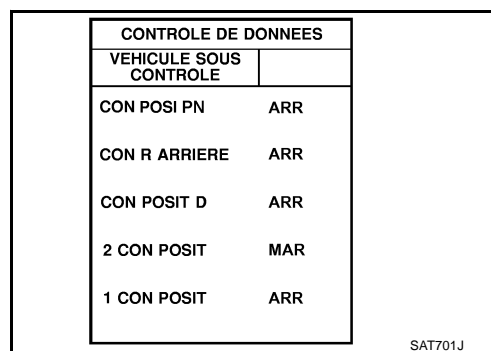 CONTROLE DE DONNEES
VEHICULE SOUS
CONTROLE
CON POSI PN ARR
CON R ARRIERE ARR
CON POSIT D ARR
2 CON POSIT MAR
1 CON POSIT ARR
SAT701J